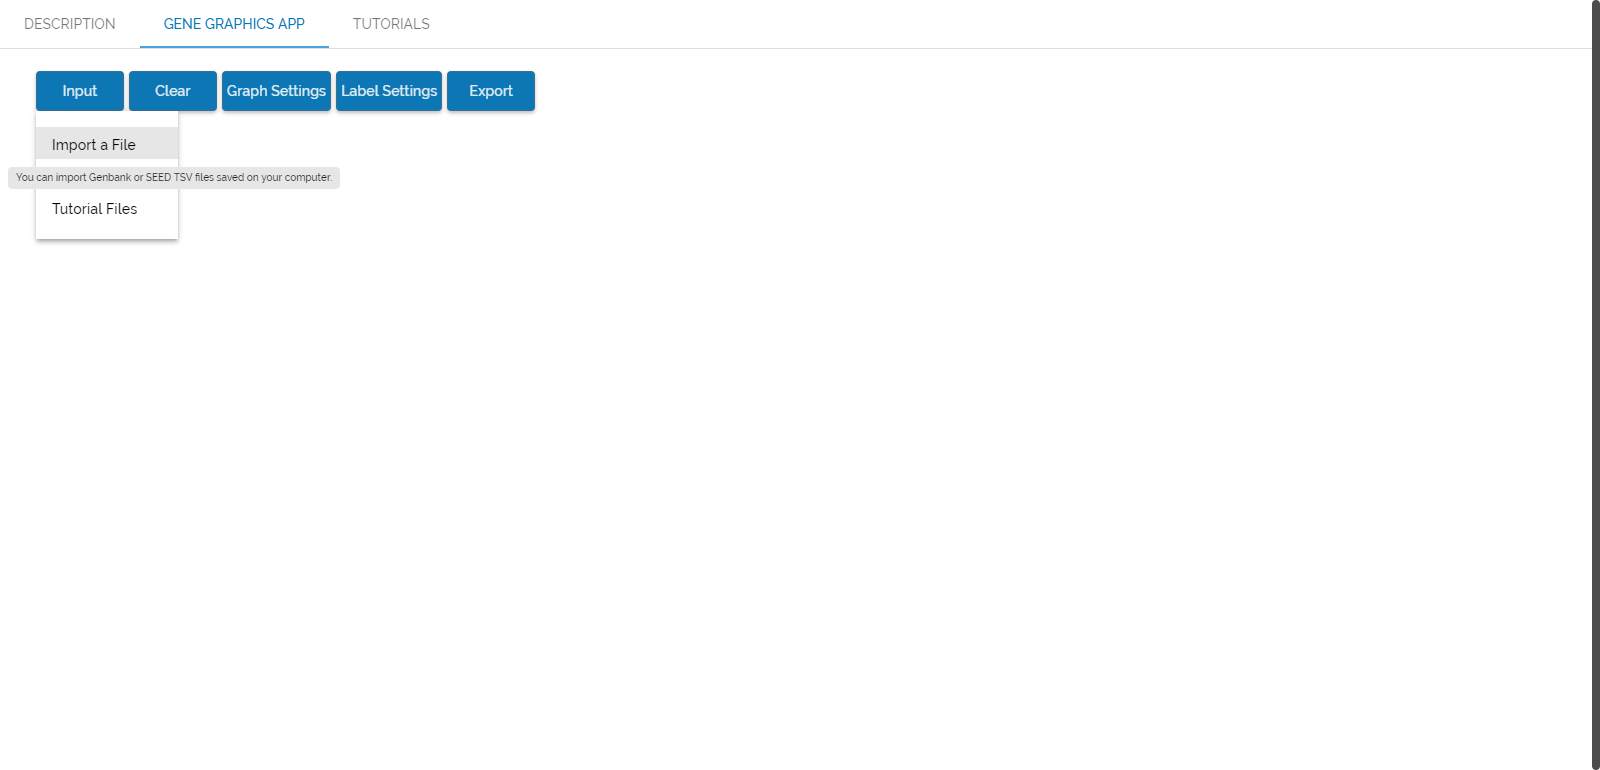 DESCRIPTION
GENE GRAPHICS APP
TUTORIALS
Input
Clear
Graph Settings
Label Settings
Export
Import a File
You can import Genbank or SEED TSV files saved on your computer.
Tutorial Files